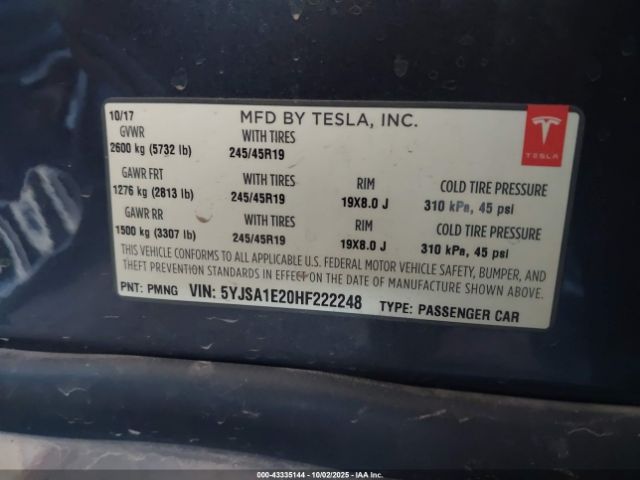 10/17 MFD BY TESLA, INC.
GVWR WITH TIRES
2600 kg (5732 lb) 245/45R19
TESLA
GAWR FRT WITH TIRES RIM COLD TIRE PRESSURE
1276 kg (2813 lb) 245/45R19 19X8.0 J 310 kPa, 45 psi
GAWR RR WITH TIRES RIM COLD TIRE PRESSURE
1500 kg (3307 lb) 245/45R19 19X8.0 J 310 kPa, 45 psi
THIS VEHICLE CONFORMS TO ALL APPLICABLE U.S. FEDERAL MOTOR VEHICLE SAFETY, BUMPER, AND
THEFT PREVENTION STANDARDS IN EFFECT ON THE DATE OF MANUFACTURE SHOWN ABOVE.
PNT: PMNG VIN: 5YJSA1E20HF222248 TYPE: PASSENGER CAR
000-43335144 - 10/02/2025 - IAAI.com